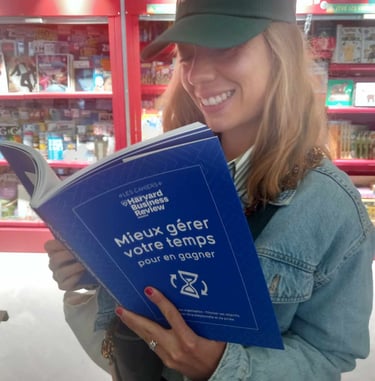 LES CAHIERS
Harvard
Business
Review
Mieux gérer
votre temps
pour en gagner